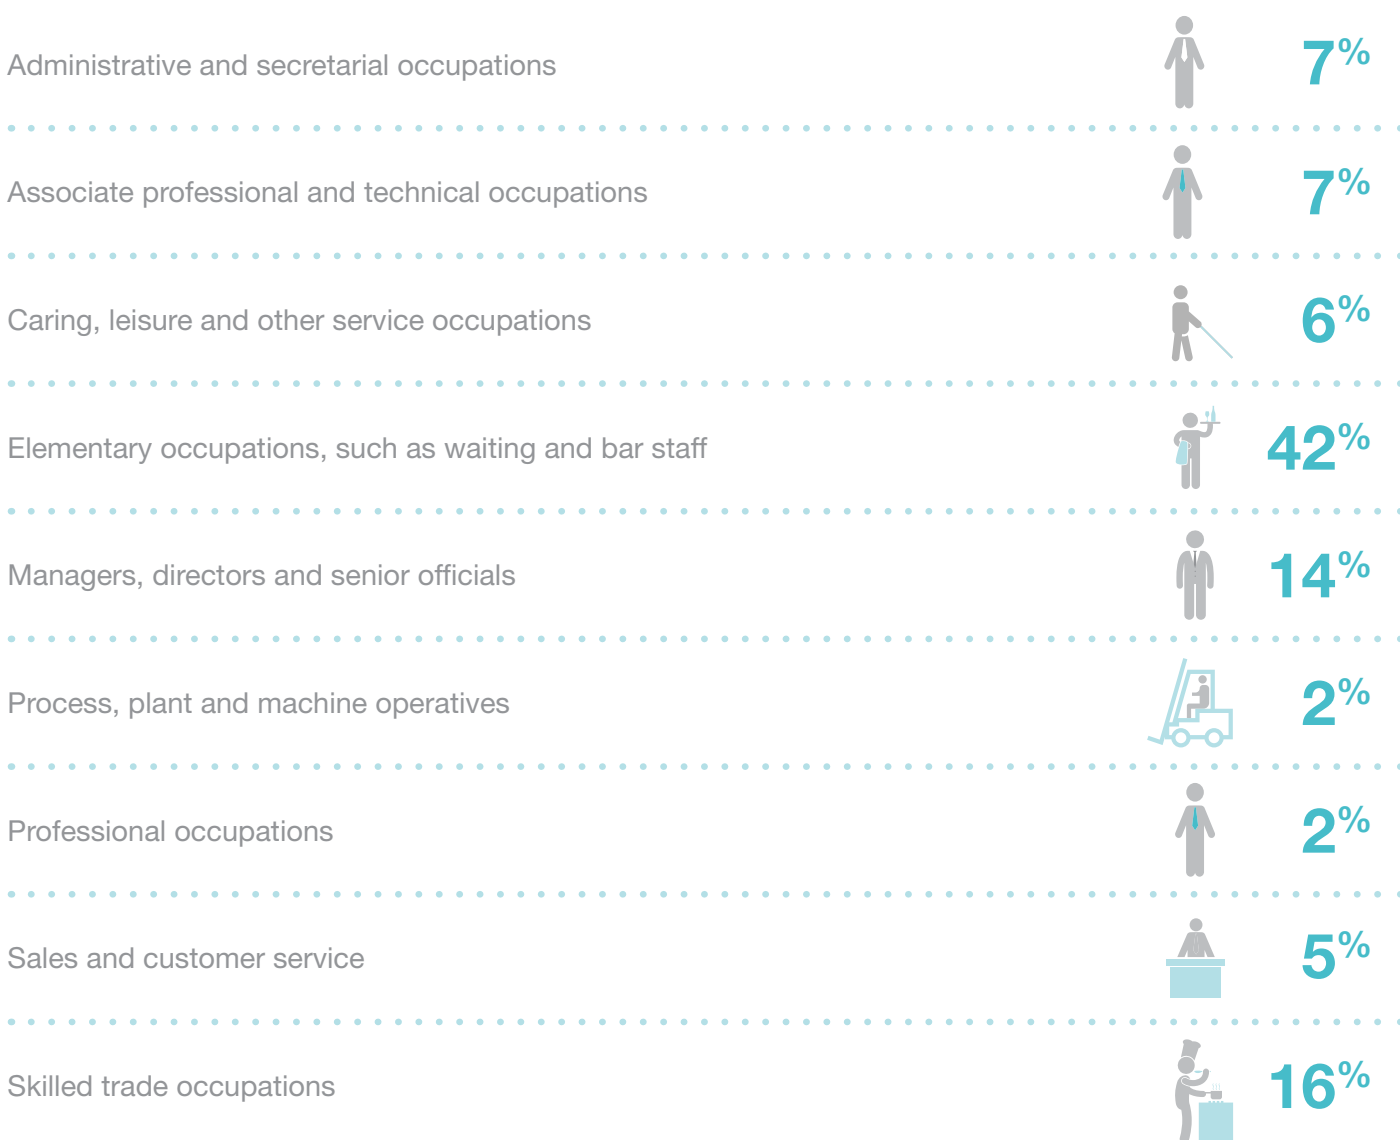 Administrative and secretarial occupations 7%
Associate professional and technical occupations 7%
Caring, leisure and other service occupations 6%
Elementary occupations, such as waiting and bar staff 42%
Managers, directors and senior officials 14%
Process, plant and machine operatives 2%
Professional occupations 2%
Sales and customer service 5%
Skilled trade occupations 16%